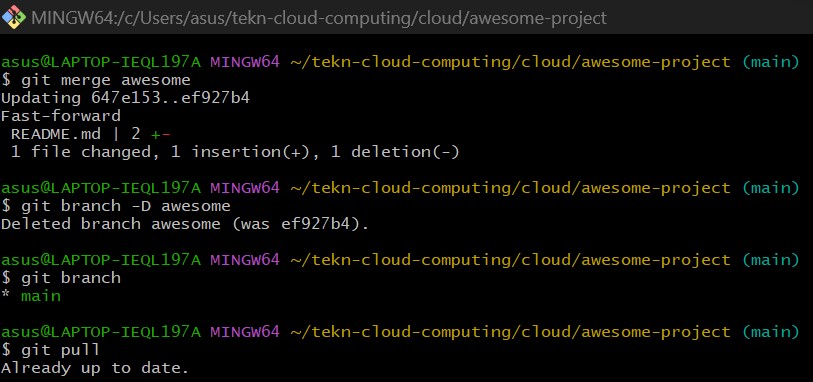 MINGW64:/c/Users/asus/tekn-cloud-computing/cloud/awesome-project
asus@LAPTOP-IEQL197A MINGW64 ~/tekn-cloud-computing/cloud/awesome-project (main)
$ git merge awesome
Updating 647e153..ef927b4
Fast-forward
 README.md | 2 +-
 1 file changed, 1 insertion(+), 1 deletion(-)
asus@LAPTOP-IEQL197A MINGW64 ~/tekn-cloud-computing/cloud/awesome-project (main)
$ git branch -D awesome
Deleted branch awesome (was ef927b4).
asus@LAPTOP-IEQL197A MINGW64 ~/tekn-cloud-computing/cloud/awesome-project (main)
$ git branch
* main
asus@LAPTOP-IEQL197A MINGW64 ~/tekn-cloud-computing/cloud/awesome-project (main)
$ git pull
Already up to date.